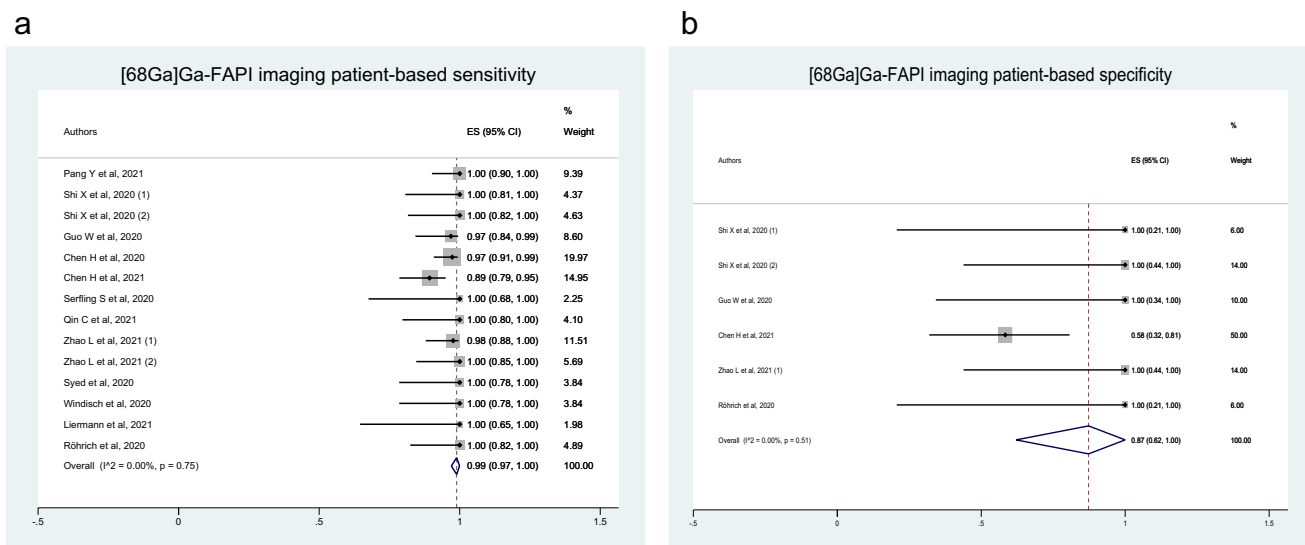 a
[68Ga]Ga-FAPI imaging patient-based sensitivity
%
Authors ES (95% CI) Weight
Pang Y et al, 2021 1.00 (0.90, 1.00) 9.39
Shi X et al, 2020 (1) 1.00 (0.81, 1.00) 4.37
Shi X et al, 2020 (2) 1.00 (0.82, 1.00) 4.63
Guo W et al, 2020 0.97 (0.84, 0.99) 8.60
Chen H et al, 2020 0.97 (0.91, 0.99) 19.97
Chen H et al, 2021 0.89 (0.79, 0.95) 14.95
Serfling S et al, 2020 1.00 (0.68, 1.00) 2.25
Qin C et al, 2021 1.00 (0.80, 1.00) 4.10
Zhao L et al, 2021 (1) 0.98 (0.88, 1.00) 11.51
Zhao L et al, 2021 (2) 1.00 (0.85, 1.00) 5.69
Syed et al, 2020 1.00 (0.78, 1.00) 3.84
Windisch et al, 2020 1.00 (0.78, 1.00) 3.84
Liermann et al, 2021 1.00 (0.65, 1.00) 1.98
Röhrich et al, 2020 1.00 (0.82, 1.00) 4.89
Overall (I^2 = 0.00%, p = 0.75) 0.99 (0.97, 1.00) 100.00
-.5 0 .5 1 1.5
b
[68Ga]Ga-FAPI imaging patient-based specificity
%
Authors ES (95% CI) Weight
Shi X et al, 2020 (1) 1.00 (0.21, 1.00) 6.00
Shi X et al, 2020 (2) 1.00 (0.44, 1.00) 14.00
Guo W et al, 2020 1.00 (0.34, 1.00) 10.00
Chen H et al, 2021 0.58 (0.32, 0.81) 50.00
Zhao L et al, 2021 (1) 1.00 (0.44, 1.00) 14.00
Röhrich et al, 2020 1.00 (0.21, 1.00) 6.00
Overall (I^2 = 0.00%, p = 0.51) 0.87 (0.62, 1.00) 100.00
-.5 0 .5 1 1.5